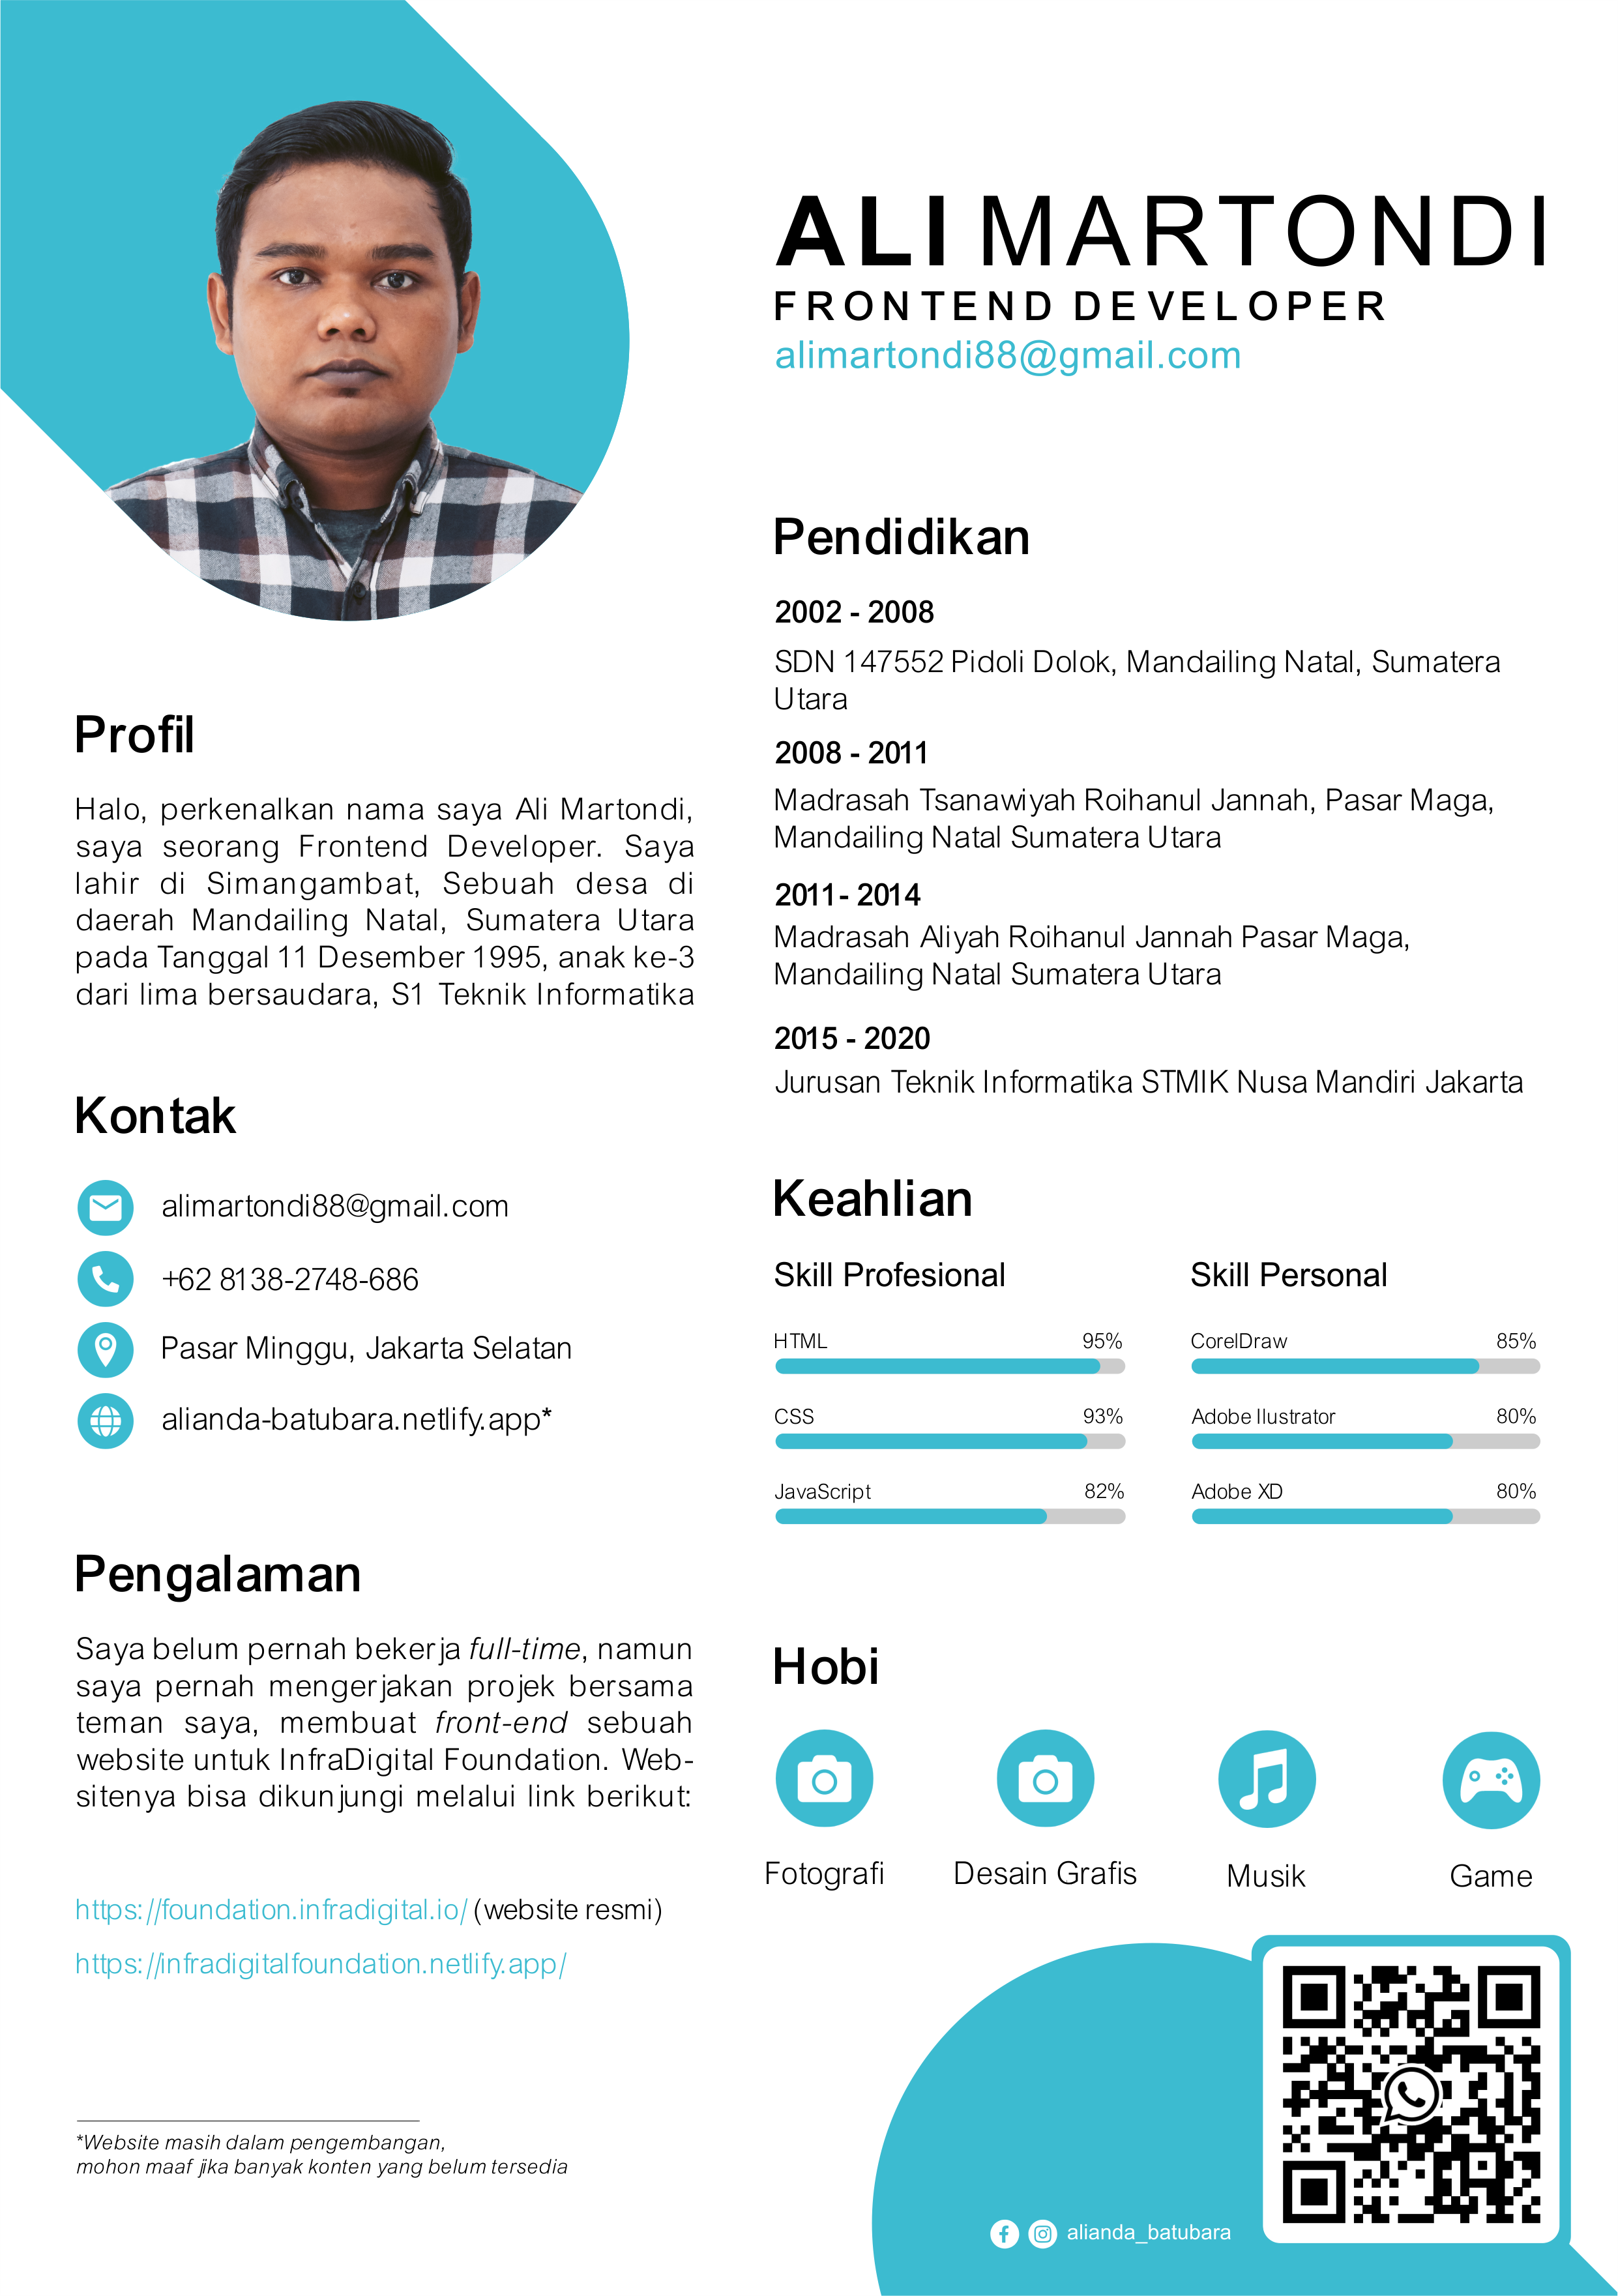 ALI MARTONDI
FRONTEND DEVELOPER
alimartondi88@gmail.com
Profil
Halo, perkenalkan nama saya Ali Martondi,
saya seorang Frontend Developer. Saya
lahir di Simangambat, Sebuah desa di
daerah Mandailing Natal, Sumatera Utara
pada Tanggal 11 Desember 1995, anak ke-3
dari lima bersaudara, S1 Teknik Informatika
Kontak
alimartondi88@gmail.com
+62 8138-2748-686
Pasar Minggu, Jakarta Selatan
alianda-batubara.netlify.app*
Pengalaman
Saya belum pernah bekerja full-time, namun
saya pernah mengerjakan projek bersama
teman saya, membuat front-end sebuah
website untuk InfraDigital Foundation. Web-
sitenya bisa dikunjungi melalui link berikut:
https://foundation.infradigital.io/ (website resmi)
https://infradigitalfoundation.netlify.app/
*Website masih dalam pengembangan,
mohon maaf jika banyak konten yang belum tersedia
Pendidikan
2002 - 2008
SDN 147552 Pidoli Dolok, Mandailing Natal, Sumatera
Utara
2008 - 2011
Madrasah Tsanawiyah Roihanul Jannah, Pasar Maga,
Mandailing Natal Sumatera Utara
2011- 2014
Madrasah Aliyah Roihanul Jannah Pasar Maga,
Mandailing Natal Sumatera Utara
2015 - 2020
Jurusan Teknik Informatika STMIK Nusa Mandiri Jakarta
Keahlian
Skill Profesional
HTML 95%
CSS 93%
JavaScript 82%
Skill Personal
CorelDraw 85%
Adobe Ilustrator 80%
Adobe XD 80%
Hobi
Fotografi
Desain Grafis
Musik
Game
alianda_batubara